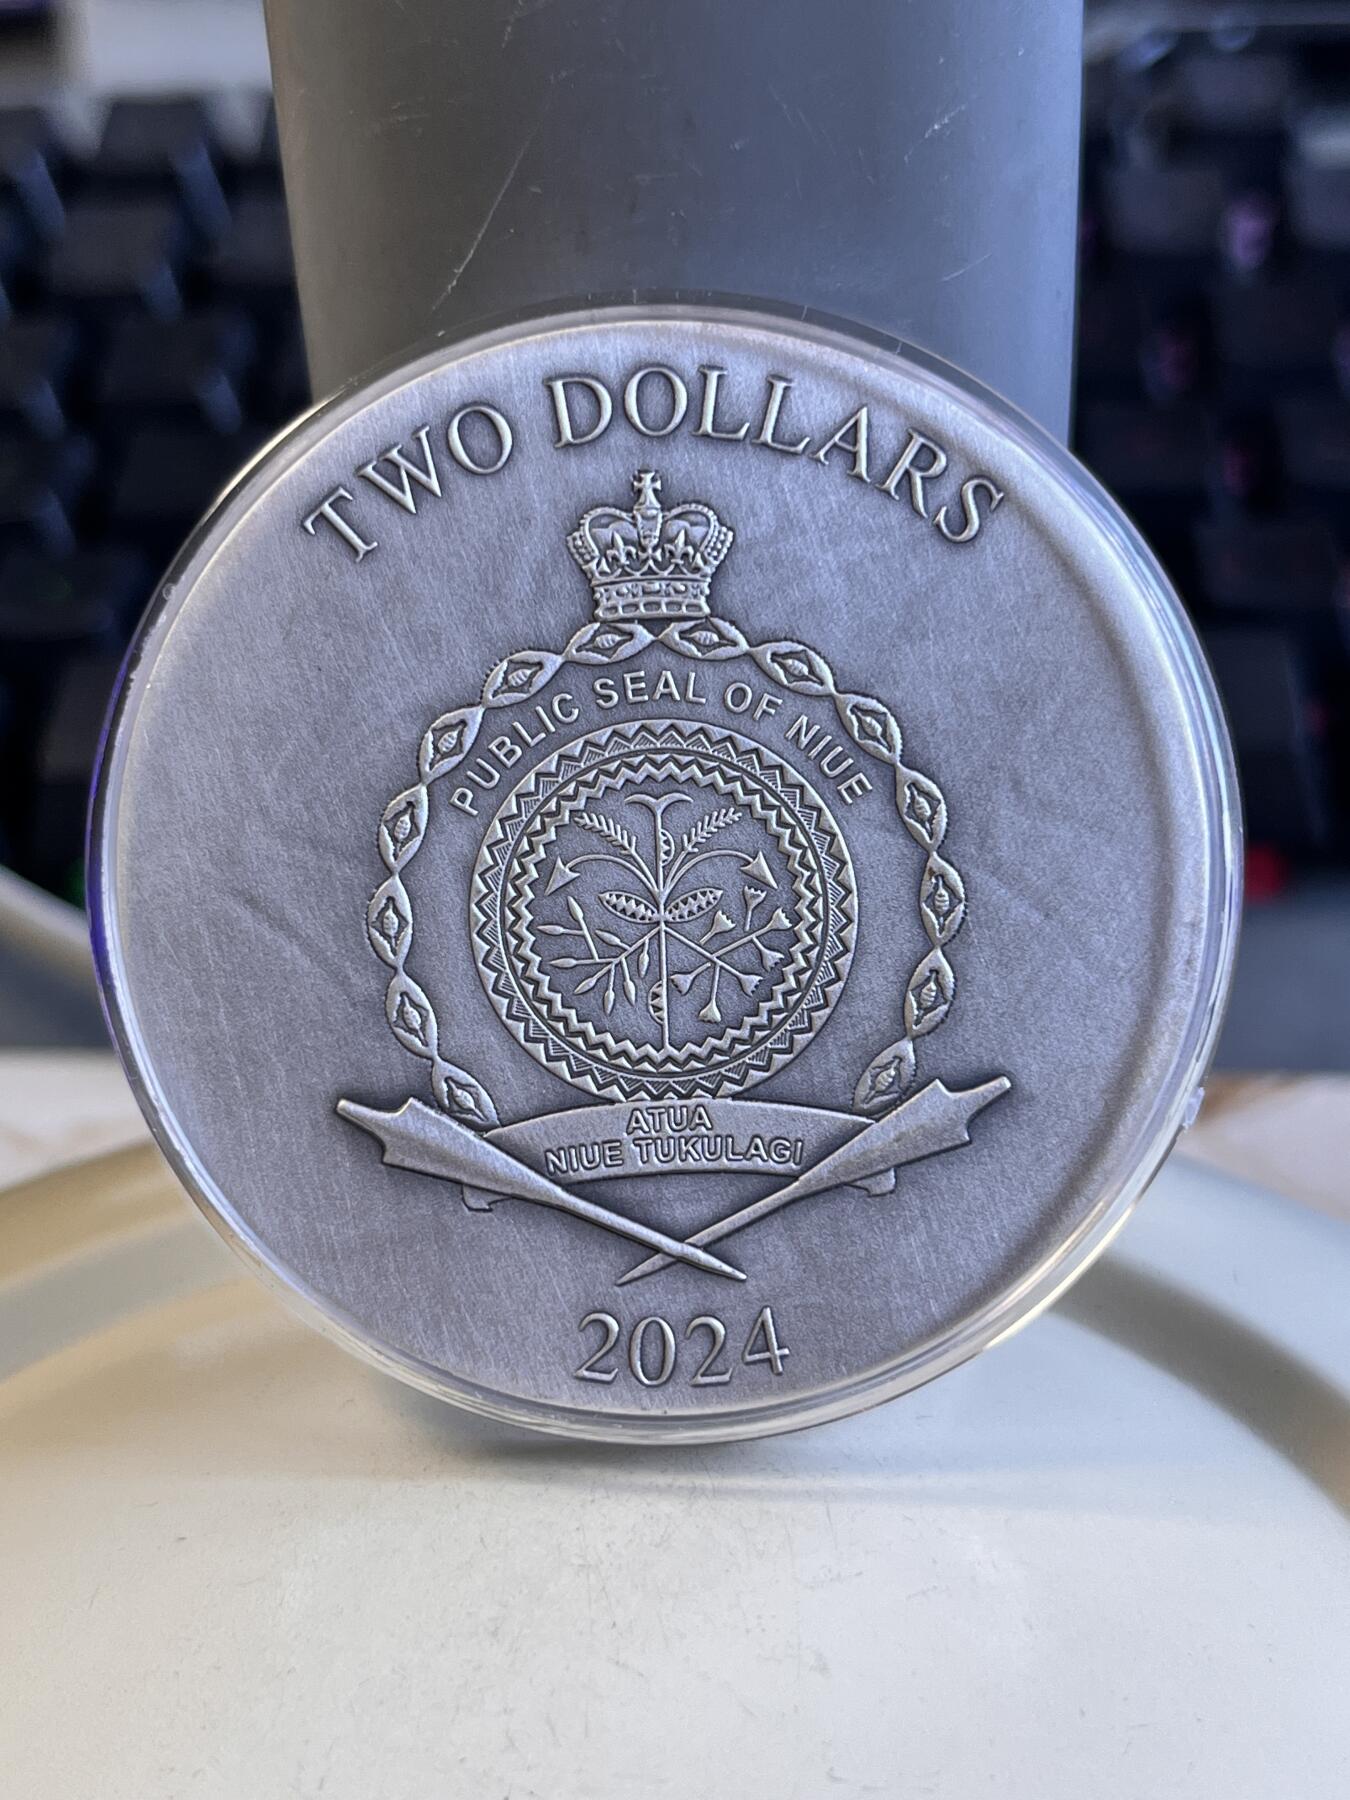 TWO DOLLARS
PUBLIC SEAL OF NIUE
ATUA
NIUE TUKULAGI
2024